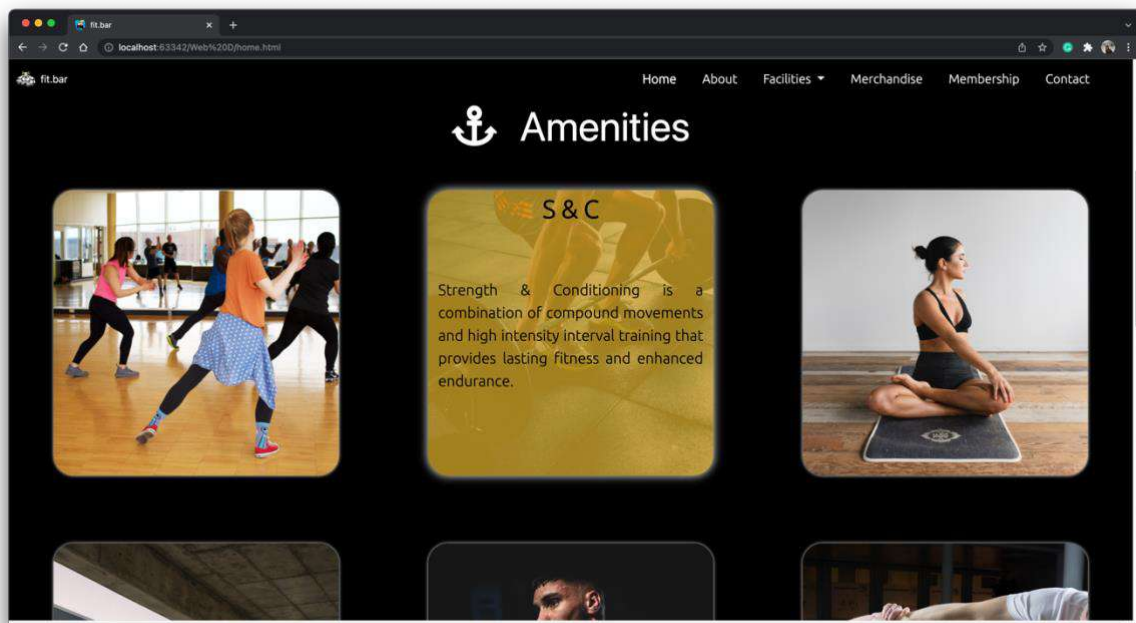 fit.bar
localhost:63342/Web%20D/home.html
fit.bar Home About Facilities Merchandise Membership Contact
Amenities
S & C
Strength & Conditioning is a
combination of compound movements
and high intensity interval training that
provides lasting fitness and enhanced
endurance.